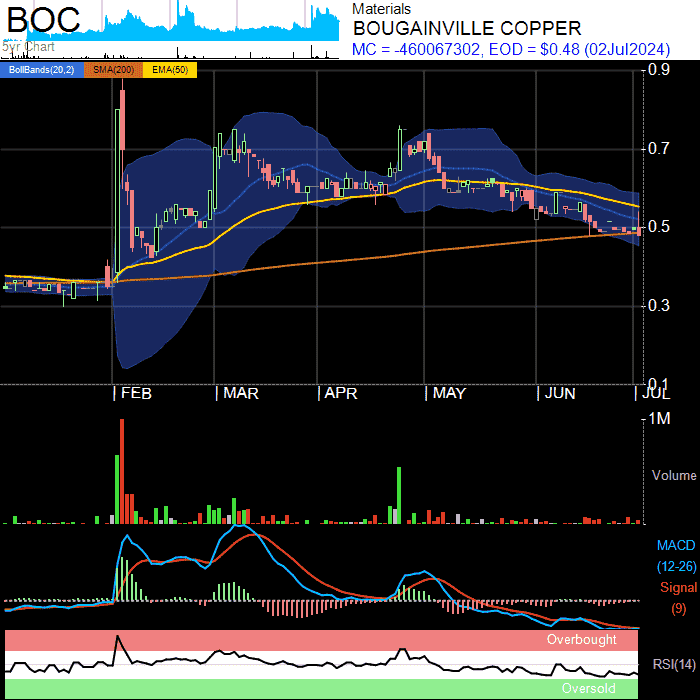 BOC
5yr Chart
Materials
BOUGAINVILLE COPPER
MC = -460067302, EOD = $0.48 (02Jul2024)
BollBands(20,2) SMA(200) EMA(50)
0.9
0.7
0.5
0.3
0.1
FEB MAR APR MAY JUN JUL
1M
Volume
MACD
(12-26)
Signal
(9)
Overbought
RSI(14)
Oversold